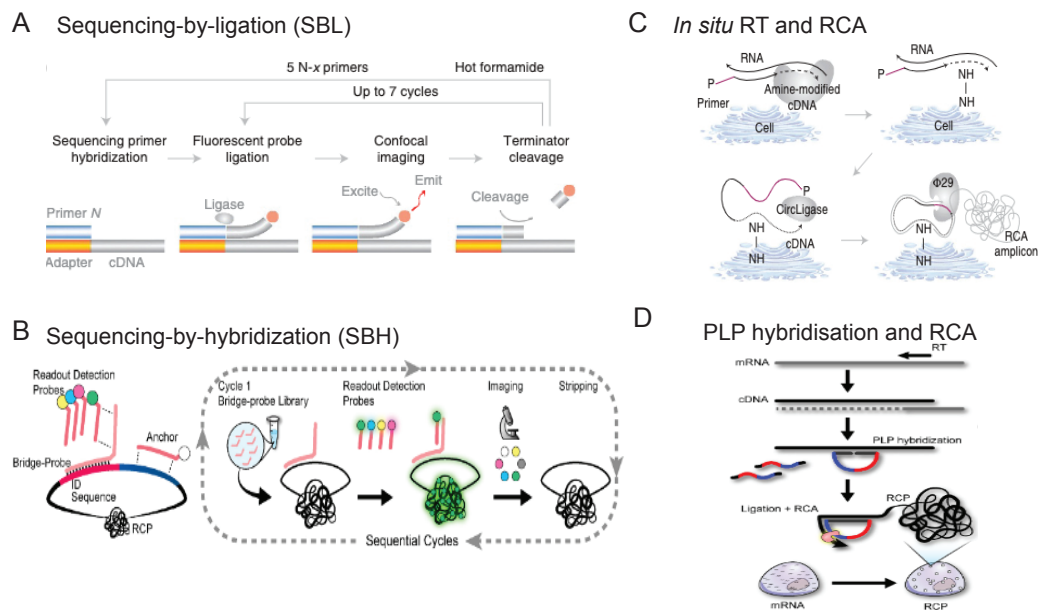 A
Sequencing-by-ligation (SBL)
5 N-x primers
Hot formamide
Up to 7 cycles
Sequencing primer
hybridization
Fluorescent probe
ligation
Confocal
imaging
Terminator
cleavage
Primer N
Ligase
Excite
Emit
Cleavage
Adapter
cDNA
B
Sequencing-by-hybridization (SBH)
Readout Detection
Probes
Anchor
Bridge-Probe
ID
Sequence
RCP
Cycle 1
Bridge-probe Library
Readout Detection
Probes
Imaging
Stripping
Sequential Cycles
C
In situ RT and RCA
RNA
P
Primer
Amine-modified
cDNA
Cell
RNA
P
NH
NH
Cell
P
CircLigase
NH
cDNA
NH
Φ29
NH
NH
RCA
amplicon
D
PLP hybridisation and RCA
RT
mRNA
cDNA
PLP hybridization
RCP
Ligation + RCA
mRNA
RCP